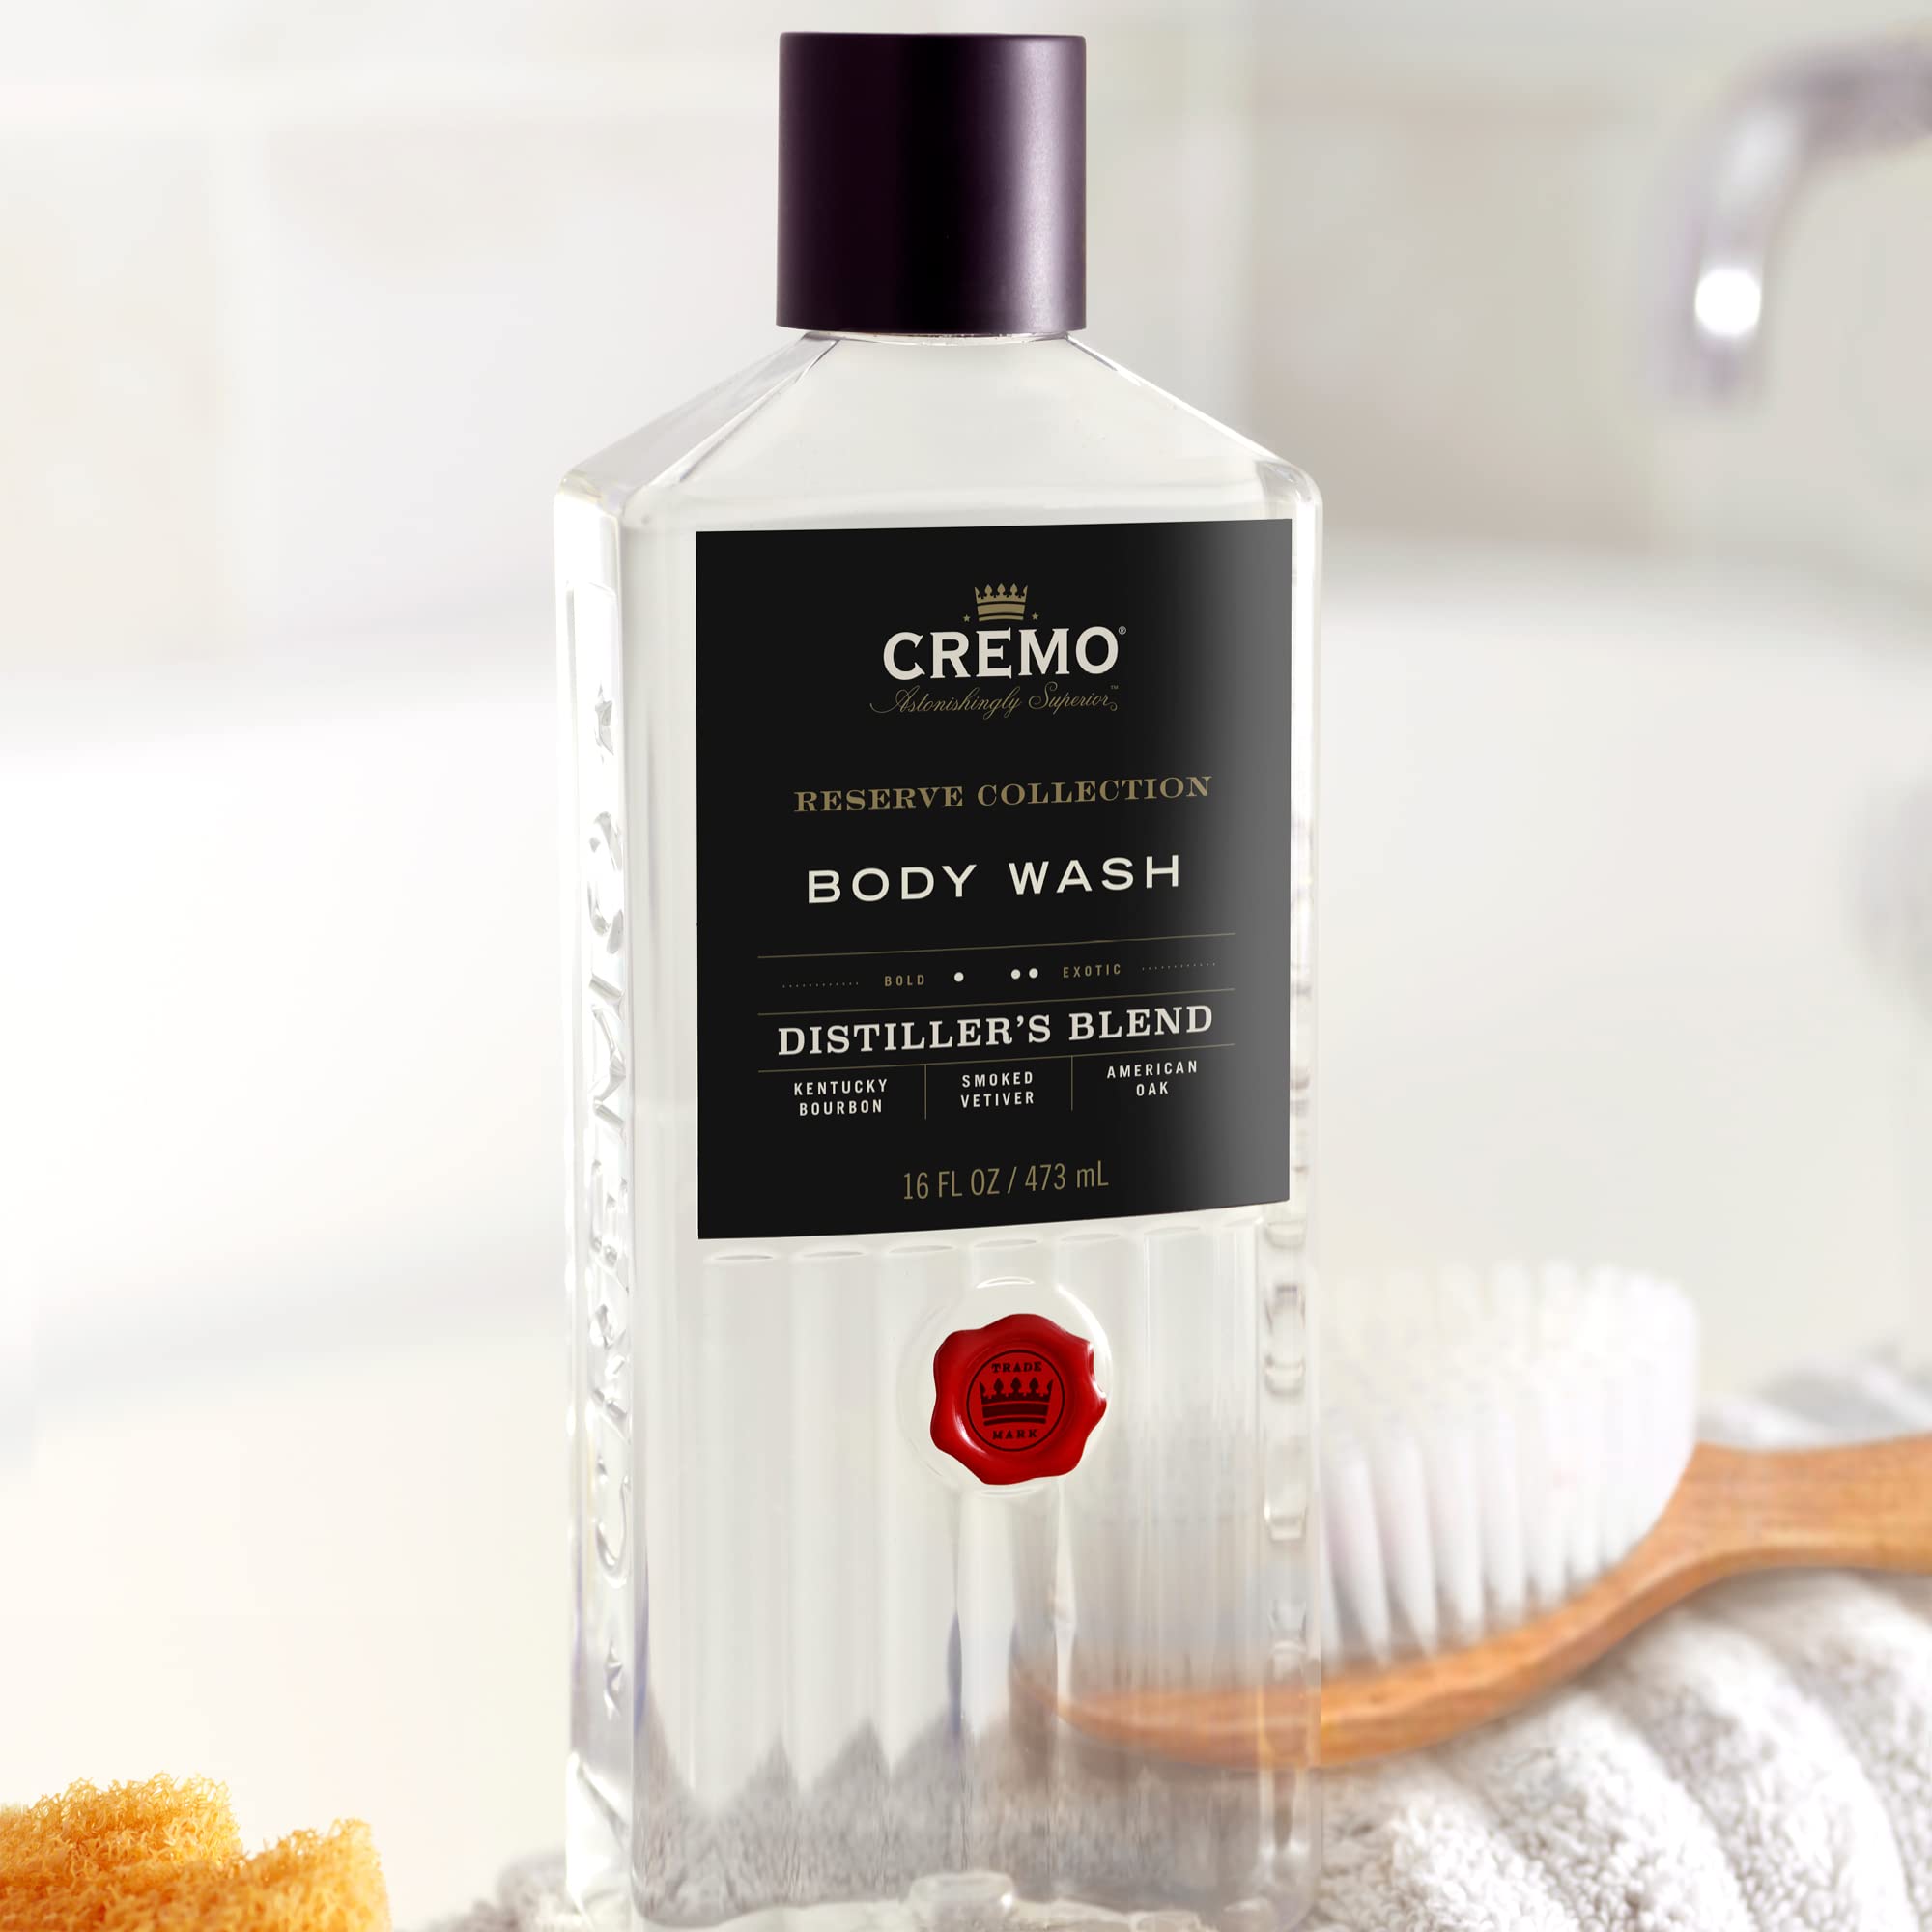 CREMO®
Astonishingly Superior™
RESERVE COLLECTION
BODY WASH
BOLD EXOTIC
DISTILLER'S BLEND
KENTUCKY
BOURBON
SMOKED
VETIVER
AMERICAN
OAK
16 FL OZ / 473 mL
TRADE
MARK